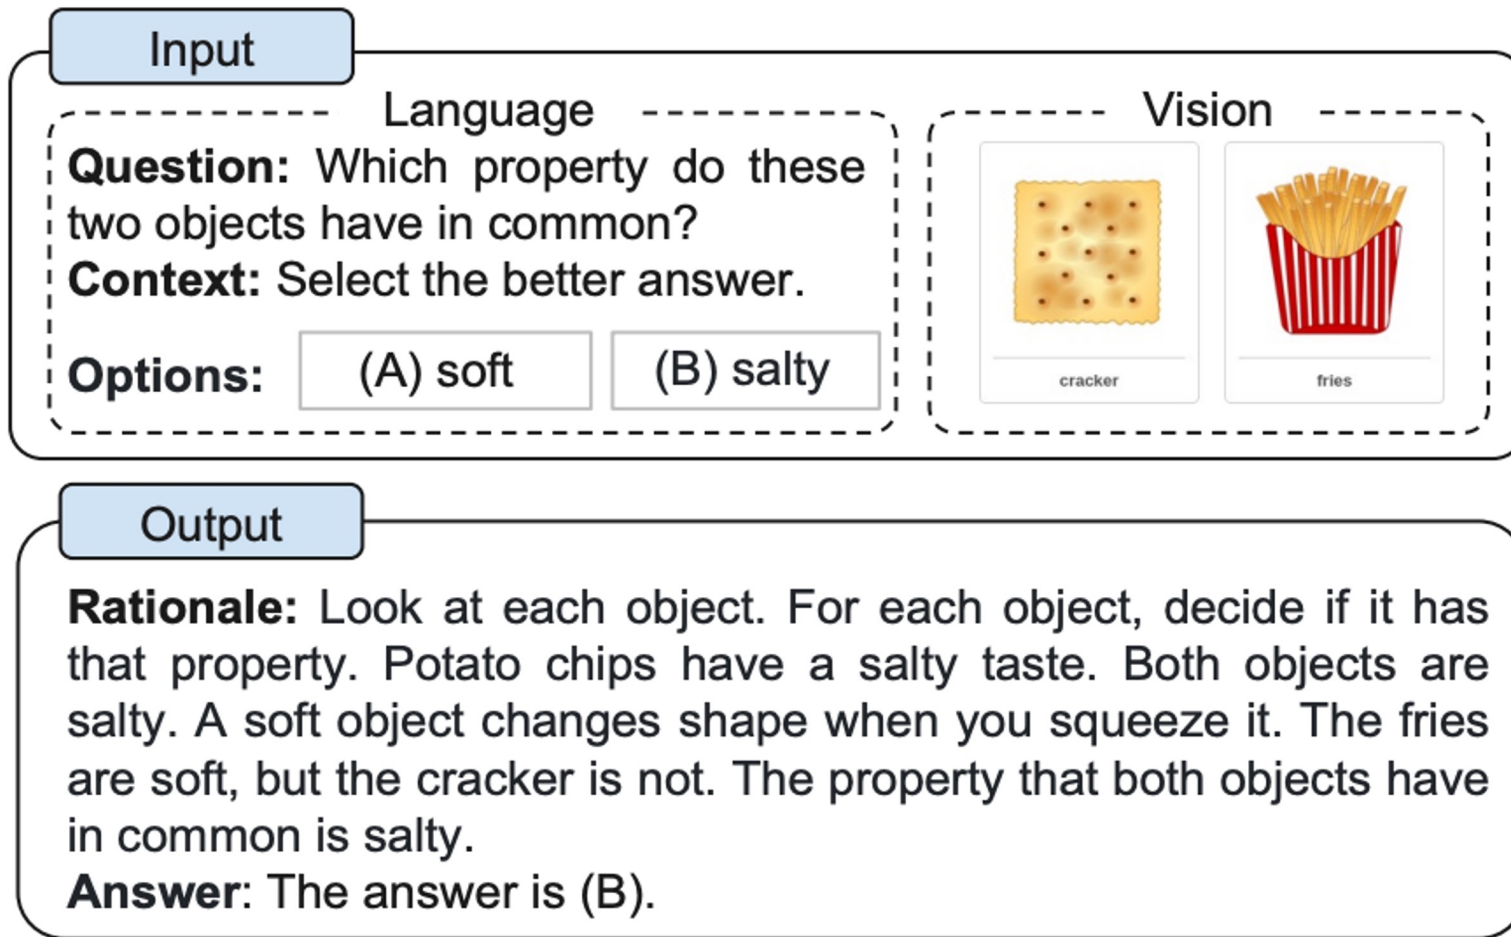 Input
Language
Question: Which property do these
two objects have in common?
Context: Select the better answer.
Options: (A) soft (B) salty
Vision
cracker
fries
Output
Rationale: Look at each object. For each object, decide if it has
that property. Potato chips have a salty taste. Both objects are
salty. A soft object changes shape when you squeeze it. The fries
are soft, but the cracker is not. The property that both objects have
in common is salty.
Answer: The answer is (B).